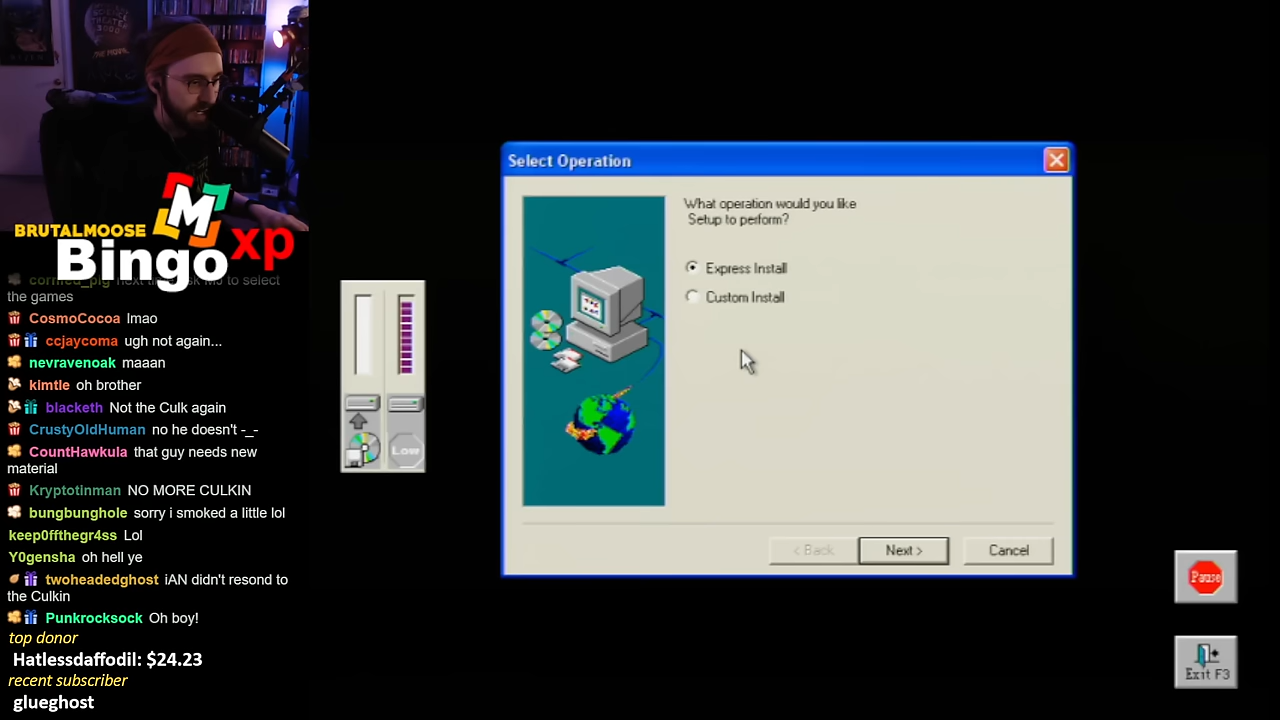 BRUTALMOOSE
M
Bingo xp
the games
CosmoCocoa lmao
ccjaycoma ugh not again...
nevravenoak maaan
kimtle oh brother
blacketh Not the Culk again
CrustyOldHuman no he doesn't -_-
CountHawkula that guy needs new
material
Kryptotinman NO MORE CULKIN
bungbunghole sorry i smoked a little lol
keep0ffthegr4ss Lol
Y0gensha oh hell ye
twoheadedghost iAN didn't resond to
the Culkin
Punkrocksock Oh boy!
top donor
Hatlessdaffodil: $24.23
recent subscriber
glueghost
Low
Select Operation
What operation would you like
Setup to perform?
Express Install
Custom Install
< Back
Next >
Cancel
Pause
Exit F3